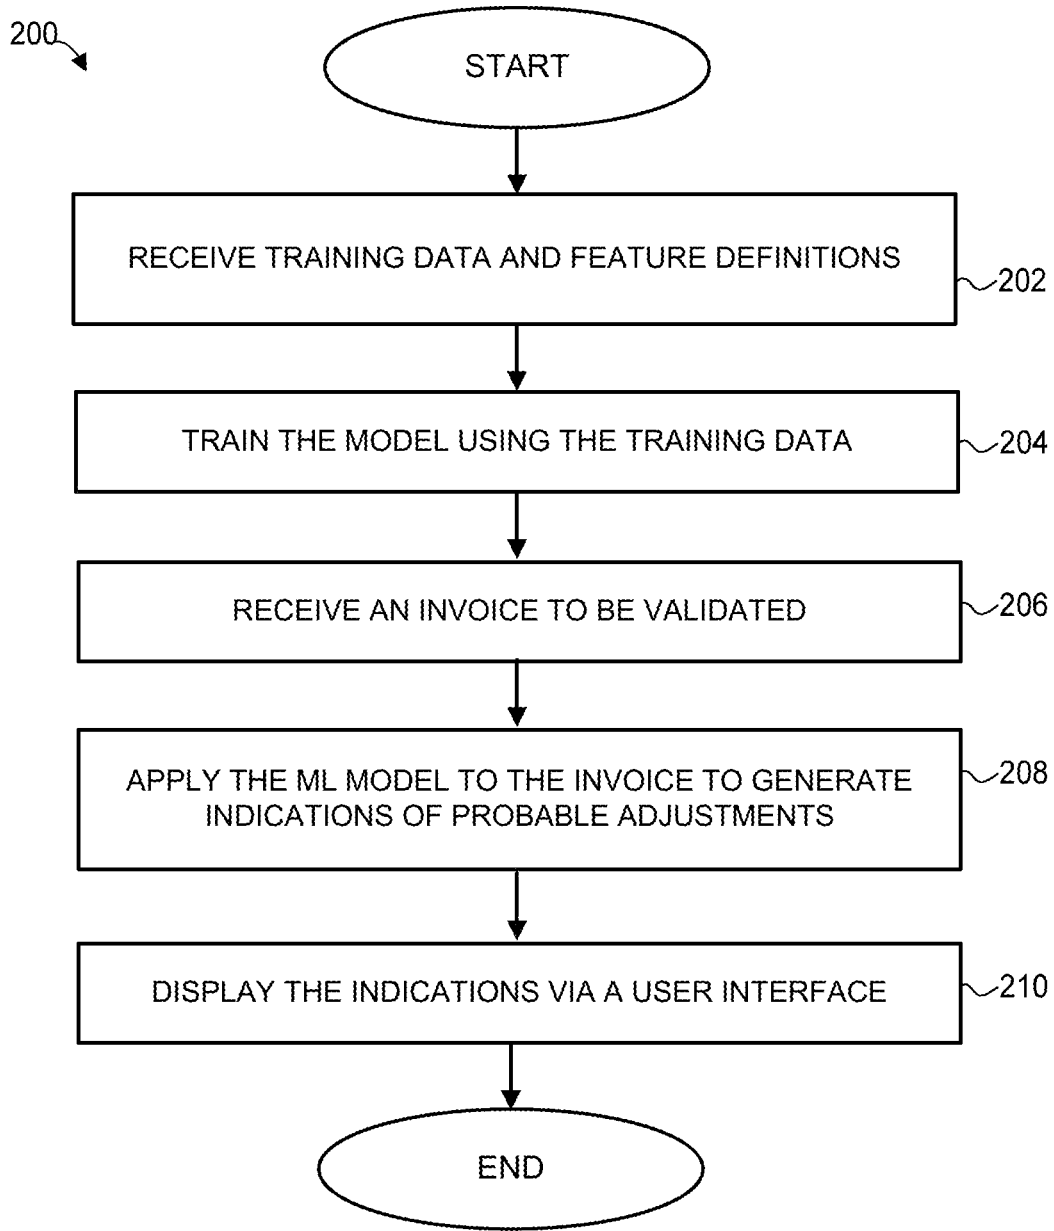 200
START
RECEIVE TRAINING DATA AND FEATURE DEFINITIONS
202
TRAIN THE MODEL USING THE TRAINING DATA
204
RECEIVE AN INVOICE TO BE VALIDATED
206
APPLY THE ML MODEL TO THE INVOICE TO GENERATE
INDICATIONS OF PROBABLE ADJUSTMENTS
208
DISPLAY THE INDICATIONS VIA A USER INTERFACE
210
END